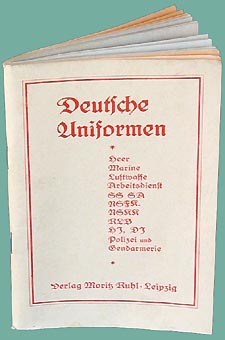 Deutsche
Uniformen
Heer
Marine
Luftwaffe
Arbeitsdienst
SS SA
NSFK
NSKK
RLB
HJ, DJ
Polizei und
Gendarmerie
Verlag Moritz Ruhl - Leipzig